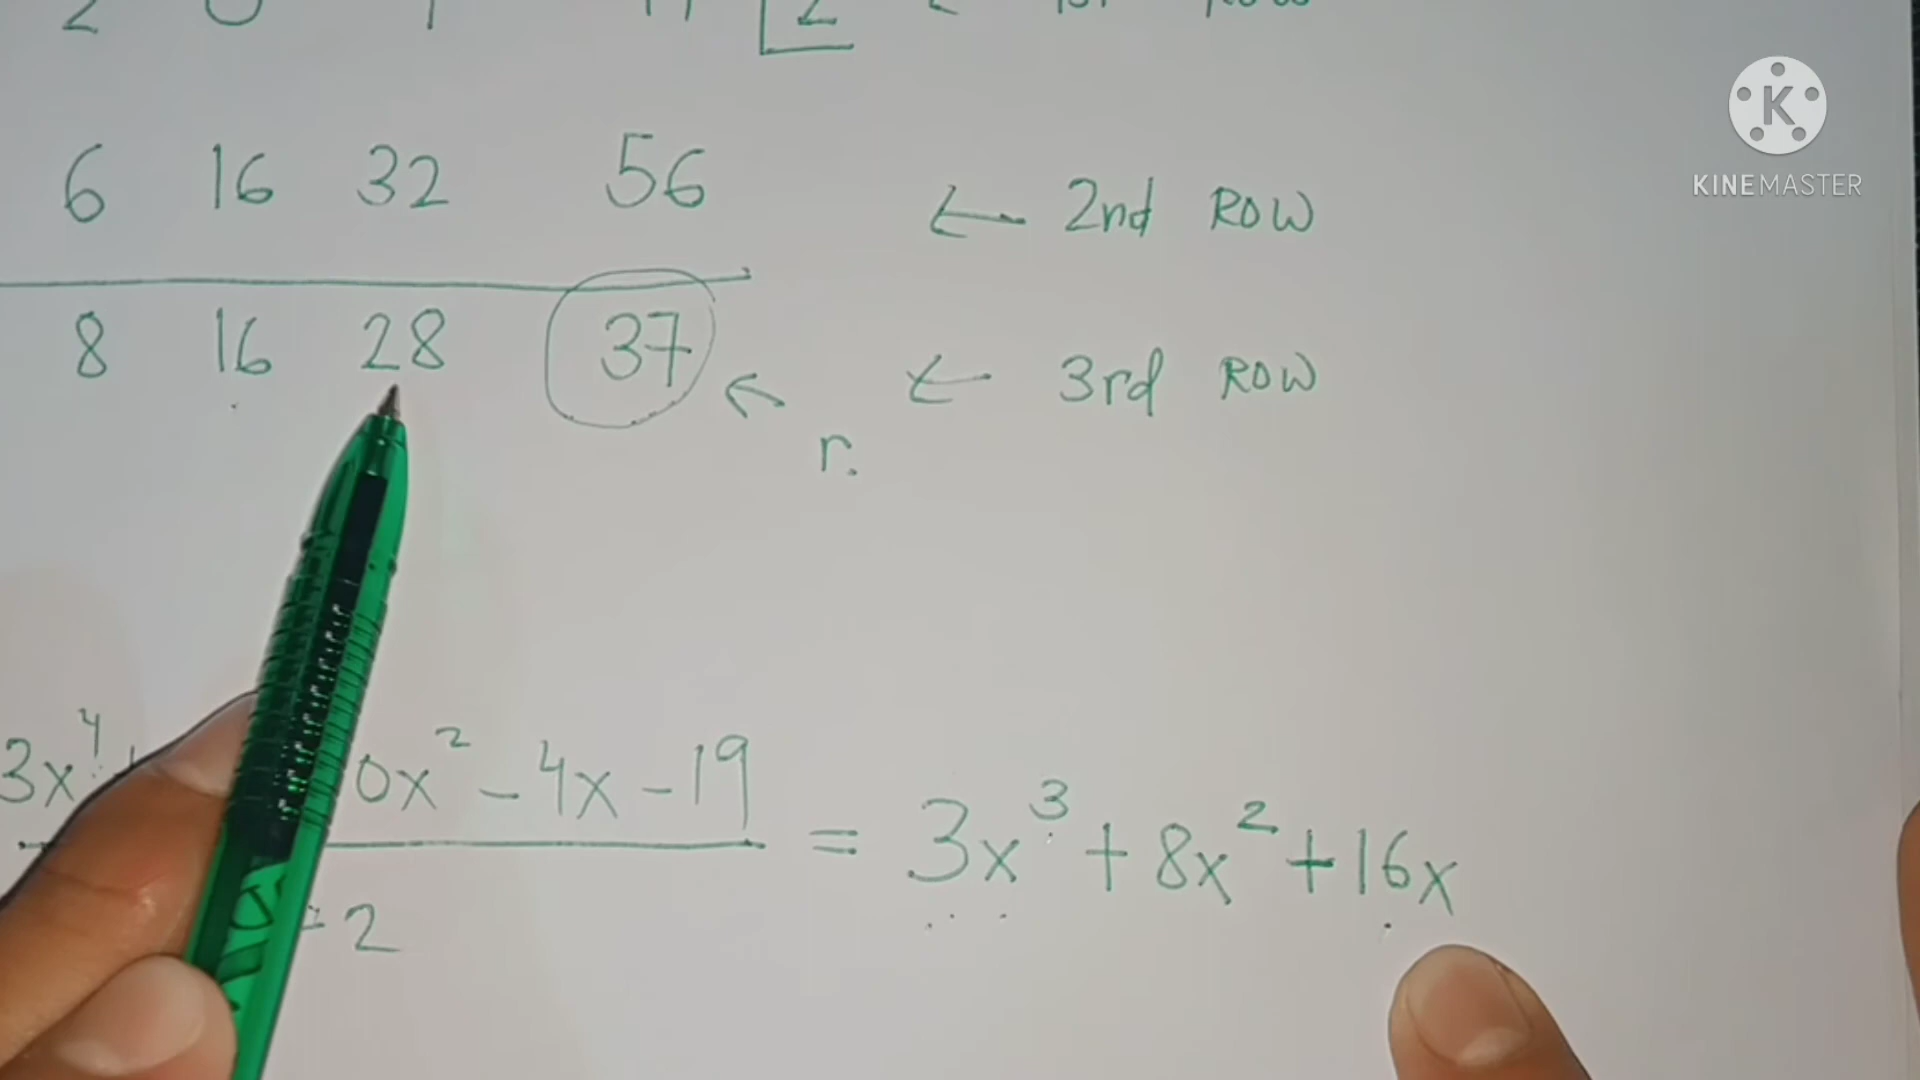 KINEMASTER
6 16 32 56 ← 2nd ROW
8 16 28 37 ← ← 3rd ROW
r.
3x⁴ 0x² - 4x - 19 = 3x³ + 8x² + 16x
2